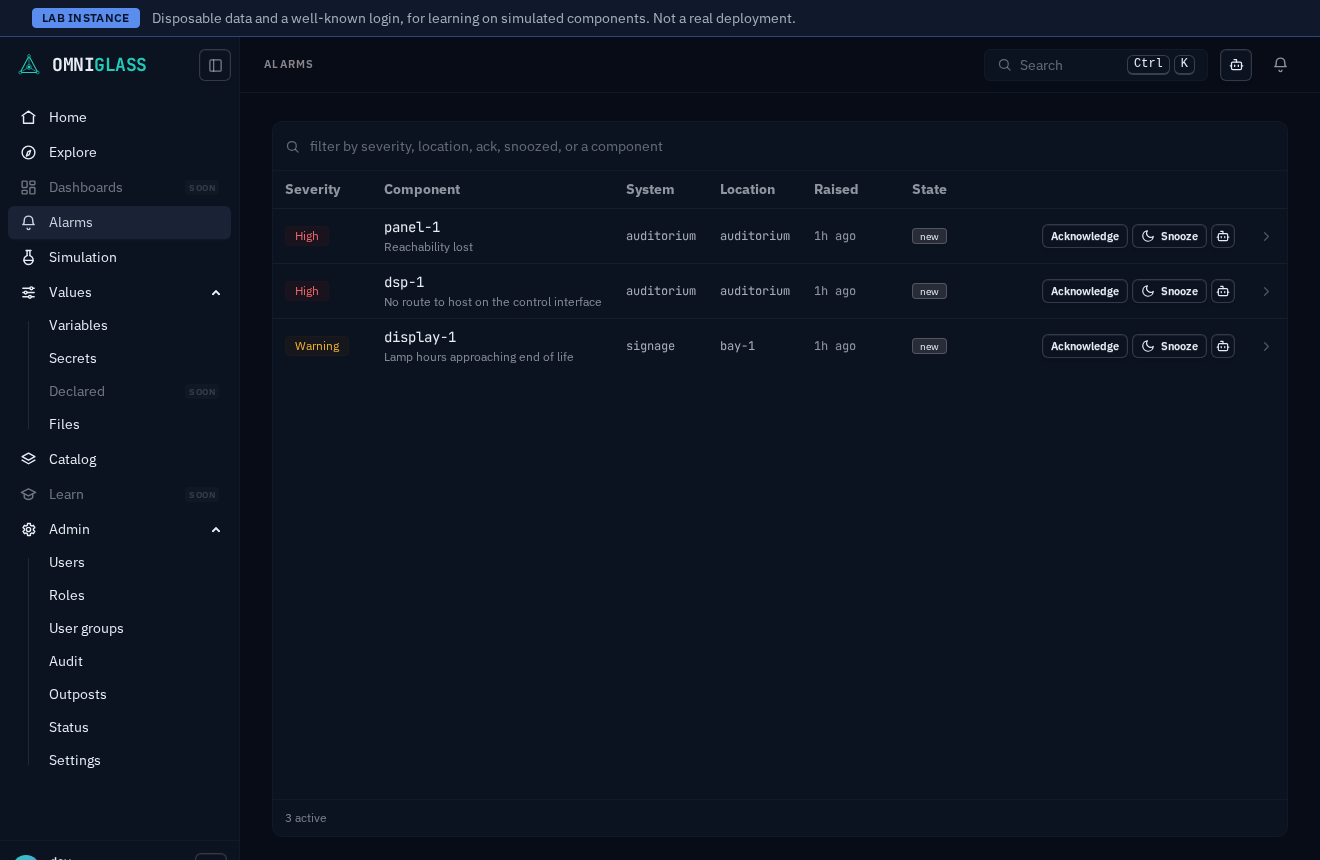 LAB INSTANCE Disposable data and a well-known login, for learning on simulated components. Not a real deployment.
OMNIGLASS
ALARMS
Search Ctrl K
Home
Explore
Dashboards SOON
Alarms
Simulation
Values
Variables
Secrets
Declared SOON
Files
Catalog
Learn SOON
Admin
Users
Roles
User groups
Audit
Outposts
Status
Settings
filter by severity, location, ack, snoozed, or a component
Severity Component System Location Raised State
High panel-1 auditorium auditorium 1h ago new Acknowledge Snooze
Reachability lost
High dsp-1 auditorium auditorium 1h ago new Acknowledge Snooze
No route to host on the control interface
Warning display-1 signage bay-1 1h ago new Acknowledge Snooze
Lamp hours approaching end of life
3 active